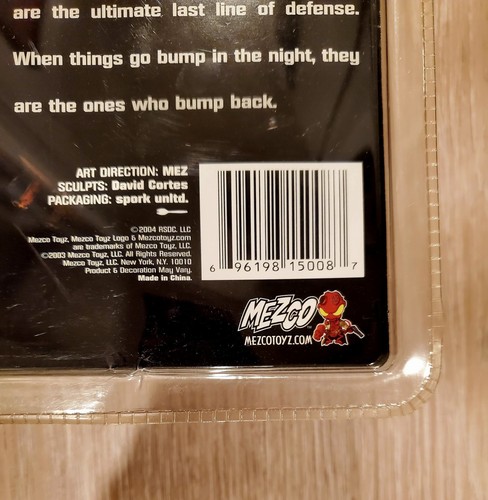 are the ultimate last line of defense.
When things go bump in the night, they
are the ones who bump back.
ART DIRECTION: MEZ
SCULPTS: David Cortes
PACKAGING: spork unltd.
©2004 RSDC, LLC
Mezco Toyz, Mezco Toyz Logo & Mezcotoyz.com
are trademarks of Mezco Toyz, LLC.
©2003 Mezco Toyz, LLC. All Rights Reserved.
Mezco Toyz, LLC. New York, N.Y. 10010
Product & Decoration May Vary.
Made in China.
6 96198 15008 7
MEZCO
MEZCOTOYZ.COM